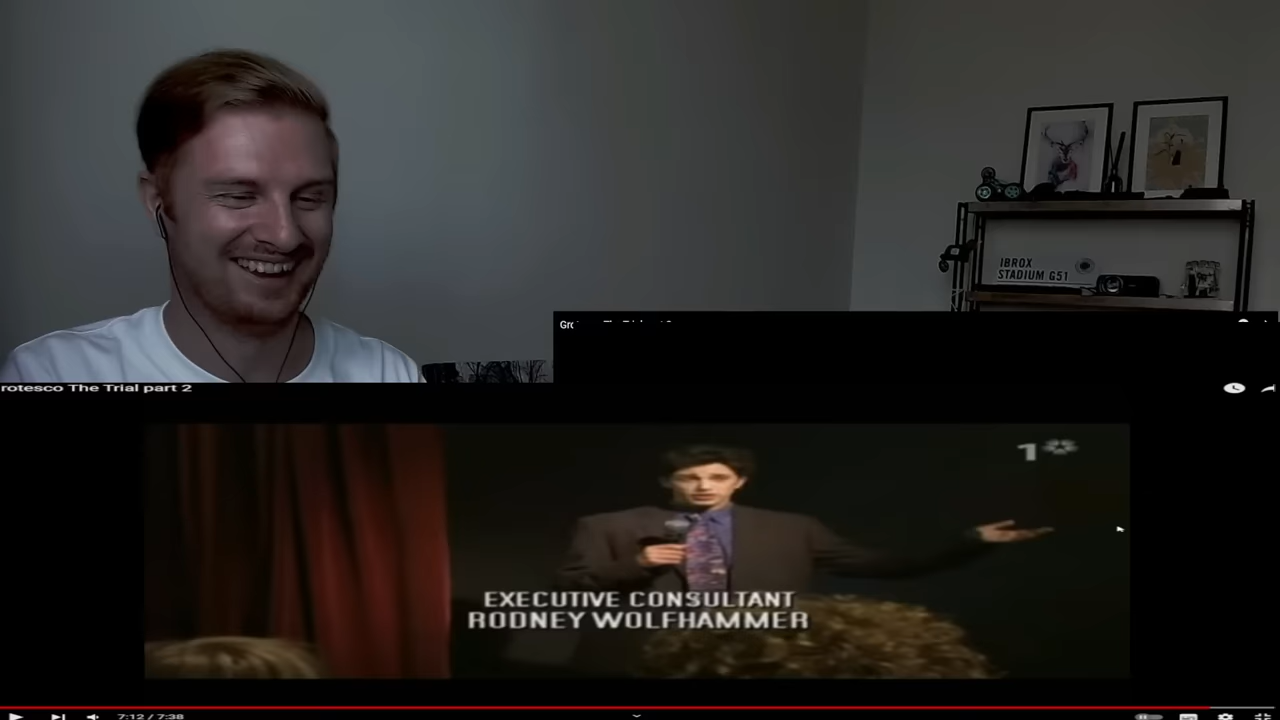 IBROX
STADIUM G51
rotesco The Trial part 2
1
EXECUTIVE CONSULTANT
RODNEY WOLFHAMMER
7:12 / 7:38